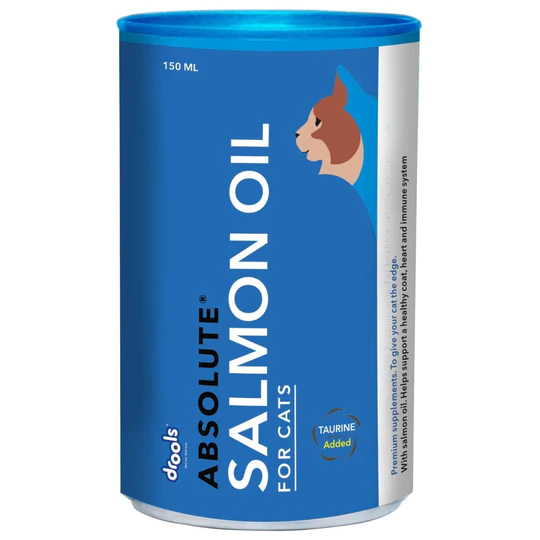 150 ML
ABSOLUTE®
SALMON OIL
FOR CATS
drools
TAURINE
Added
Premium supplements. To give your cat the edge.
With salmon oil. Helps support a healthy coat, heart and immune system